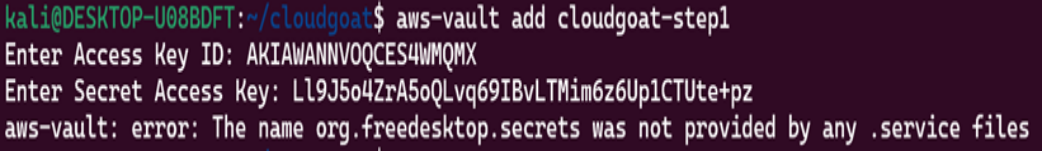 kali@DESKTOP-U08BDFT:~/cloudgoat$ aws-vault add cloudgoat-step1
Enter Access Key ID: AKIAWANNVOQCES4WMQMX
Enter Secret Access Key: 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
aws-vault: error: The name org.freedesktop.secrets was not provided by any .service files